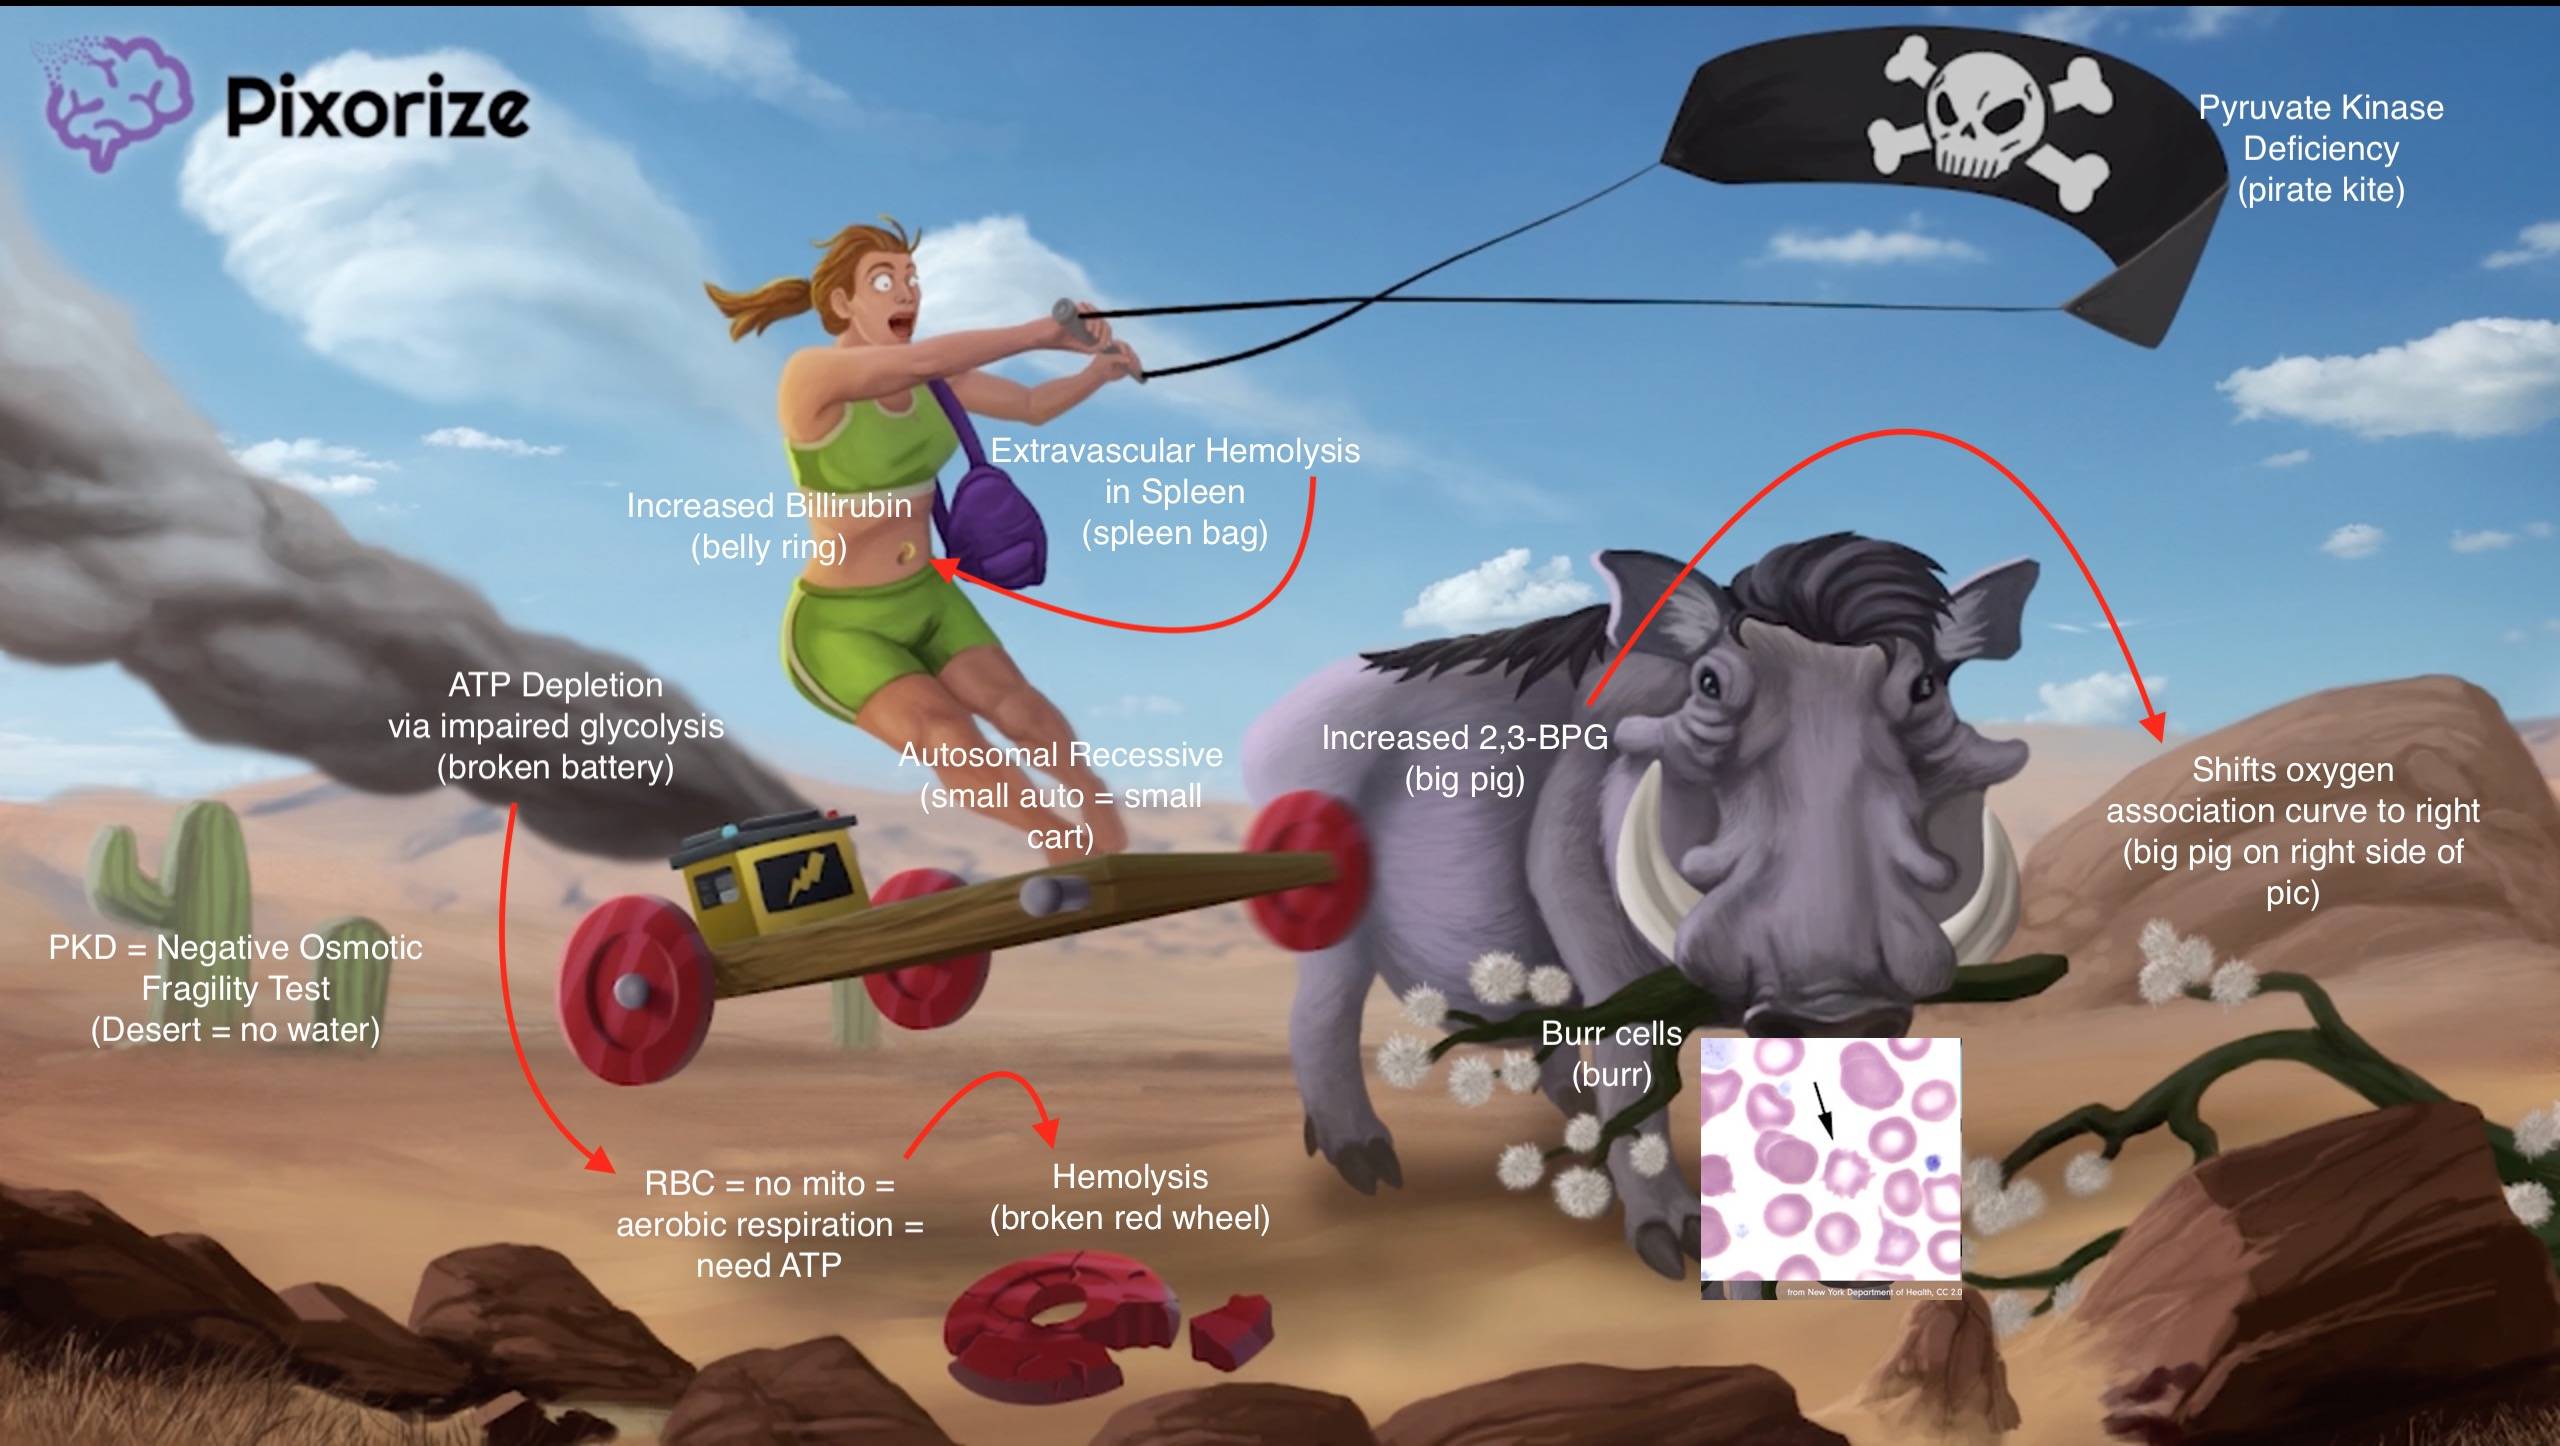 Pixorize
Pyruvate Kinase
Deficiency
(pirate kite)
Extravascular Hemolysis
in Spleen
(spleen bag)
Increased Billirubin
(belly ring)
ATP Depletion
via impaired glycolysis
(broken battery)
Autosomal Recessive
(small auto = small
cart)
Increased 2,3-BPG
(big pig)
Shifts oxygen
association curve to right
(big pig on right side of
pic)
PKD = Negative Osmotic
Fragility Test
(Desert = no water)
Burr cells
(burr)
RBC = no mito =
aerobic respiration =
need ATP
Hemolysis
(broken red wheel)
from New York Department of Health, CC 2.0